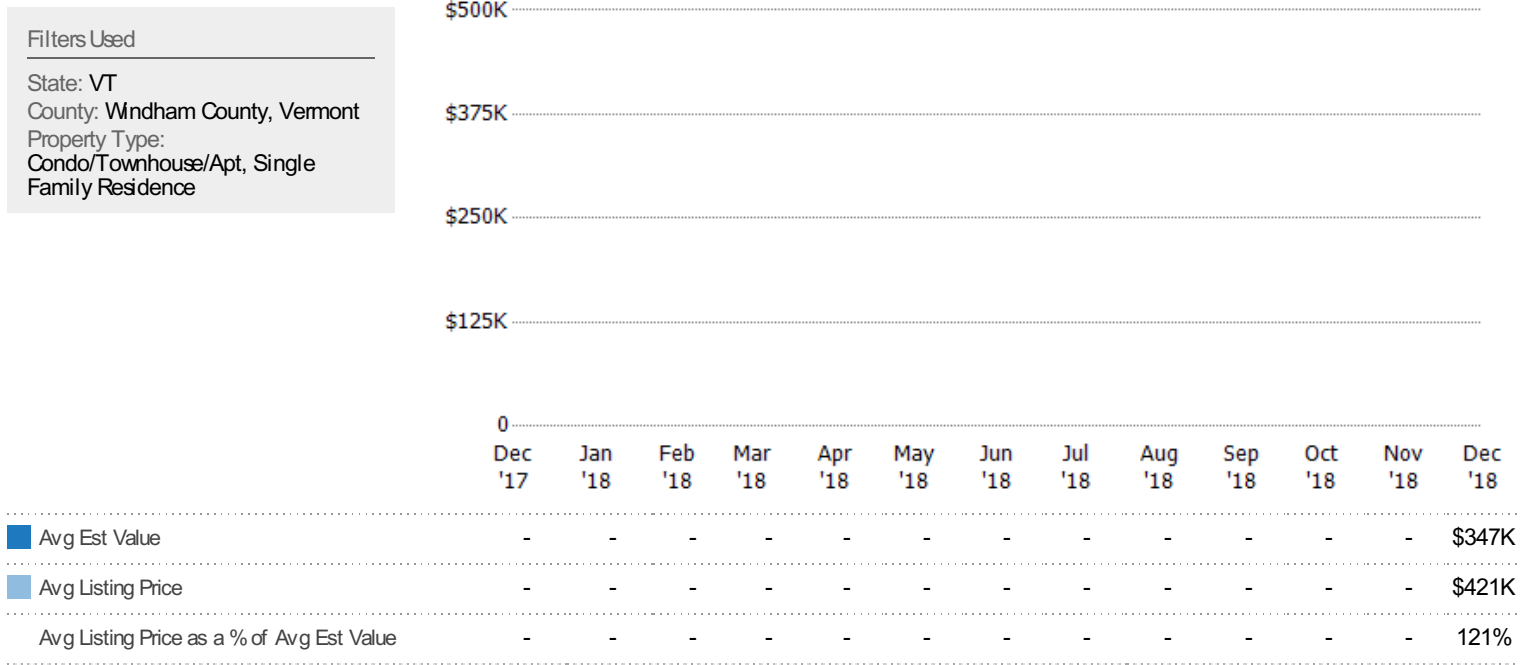 Filters Used
State: VT
County: Windham County, Vermont
Property Type:
Condo/Townhouse/Apt, Single
Family Residence
$500K
$375K
$250K
$125K
0
Dec Jan Feb Mar Apr May Jun Jul Aug Sep Oct Nov Dec
'17 '18 '18 '18 '18 '18 '18 '18 '18 '18 '18 '18 '18
Avg Est Value - - - - - - - - - - - - $347K
Avg Listing Price - - - - - - - - - - - - $421K
Avg Listing Price as a % of Avg Est Value - - - - - - - - - - - - 121%